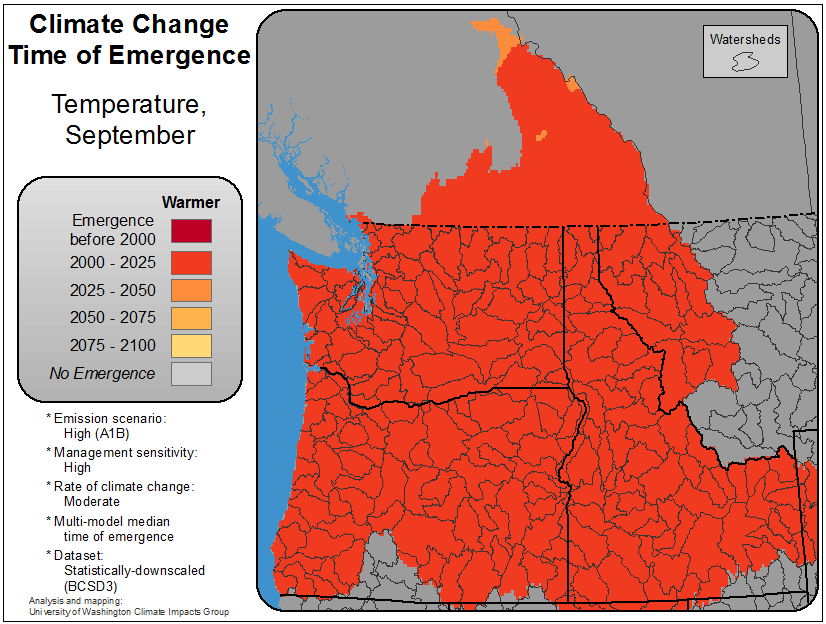 Climate Change
Time of Emergence
Temperature,
September
Warmer
Emergence
before 2000
2000 - 2025
2025 - 2050
2050 - 2075
2075 - 2100
No Emergence
* Emission scenario:
High (A1B)
* Management sensitivity:
High
* Rate of climate change:
Moderate
* Multi-model median
time of emergence
* Dataset:
Statistically-downscaled
(BCSD3)
Analysis and mapping:
University of Washington Climate Impacts Group
Watersheds